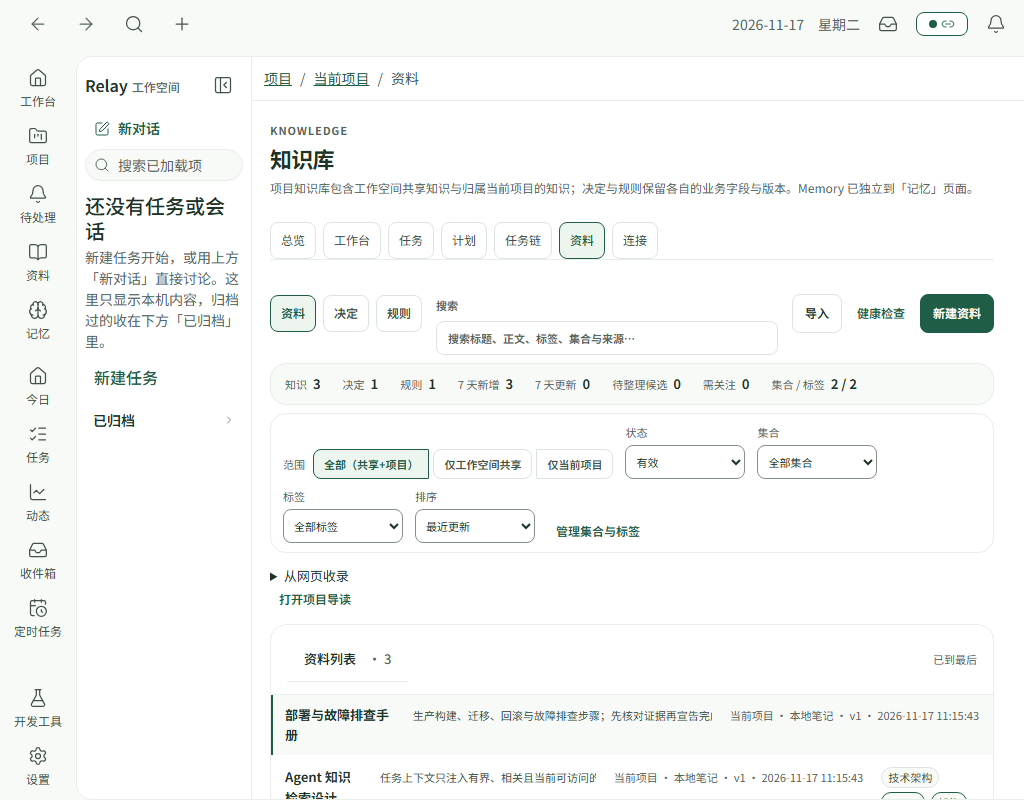 2026-11-17 星期二
工作台
项目
待处理
资料
记忆
今日
任务
动态
收件箱
定时任务
开发工具
设置
Relay 工作空间
新对话
搜索已加载项
还没有任务或会
话
新建任务开始，或用上方
「新对话」直接讨论。这
里只显示本机内容，归档
过的收在下方「已归档」
里。
新建任务
已归档
项目 / 当前项目 / 资料
KNOWLEDGE
知识库
项目知识库包含工作空间共享知识与归属当前项目的知识；决定与规则保留各自的业务字段与版本。Memory 已独立到「记忆」页面。
总览 工作台 任务 计划 任务链 资料 连接
资料 决定 规则
搜索
搜索标题、正文、标签、集合与来源…
导入 健康检查 新建资料
知识 3 决定 1 规则 1 7 天新增 3 7 天更新 0 待整理候选 0 需关注 0 集合 / 标签 2 / 2
范围 全部（共享+项目） 仅工作空间共享 仅当前项目
状态
有效
集合
全部集合
标签
全部标签
排序
最近更新
管理集合与标签
从网页收录
打开项目导读
资料列表 · 3
已到最后
部署与故障排查手
册
生产构建、迁移、回滚与故障排查步骤；先核对证据再宣告完
当前项目 · 本地笔记 · v1 · 2026-11-17 11:15:43
Agent 知识
检索设计
任务上下文只注入有界、相关且当前可访问的
当前项目 · 本地笔记 · v1 · 2026-11-17 11:15:43
技术架构